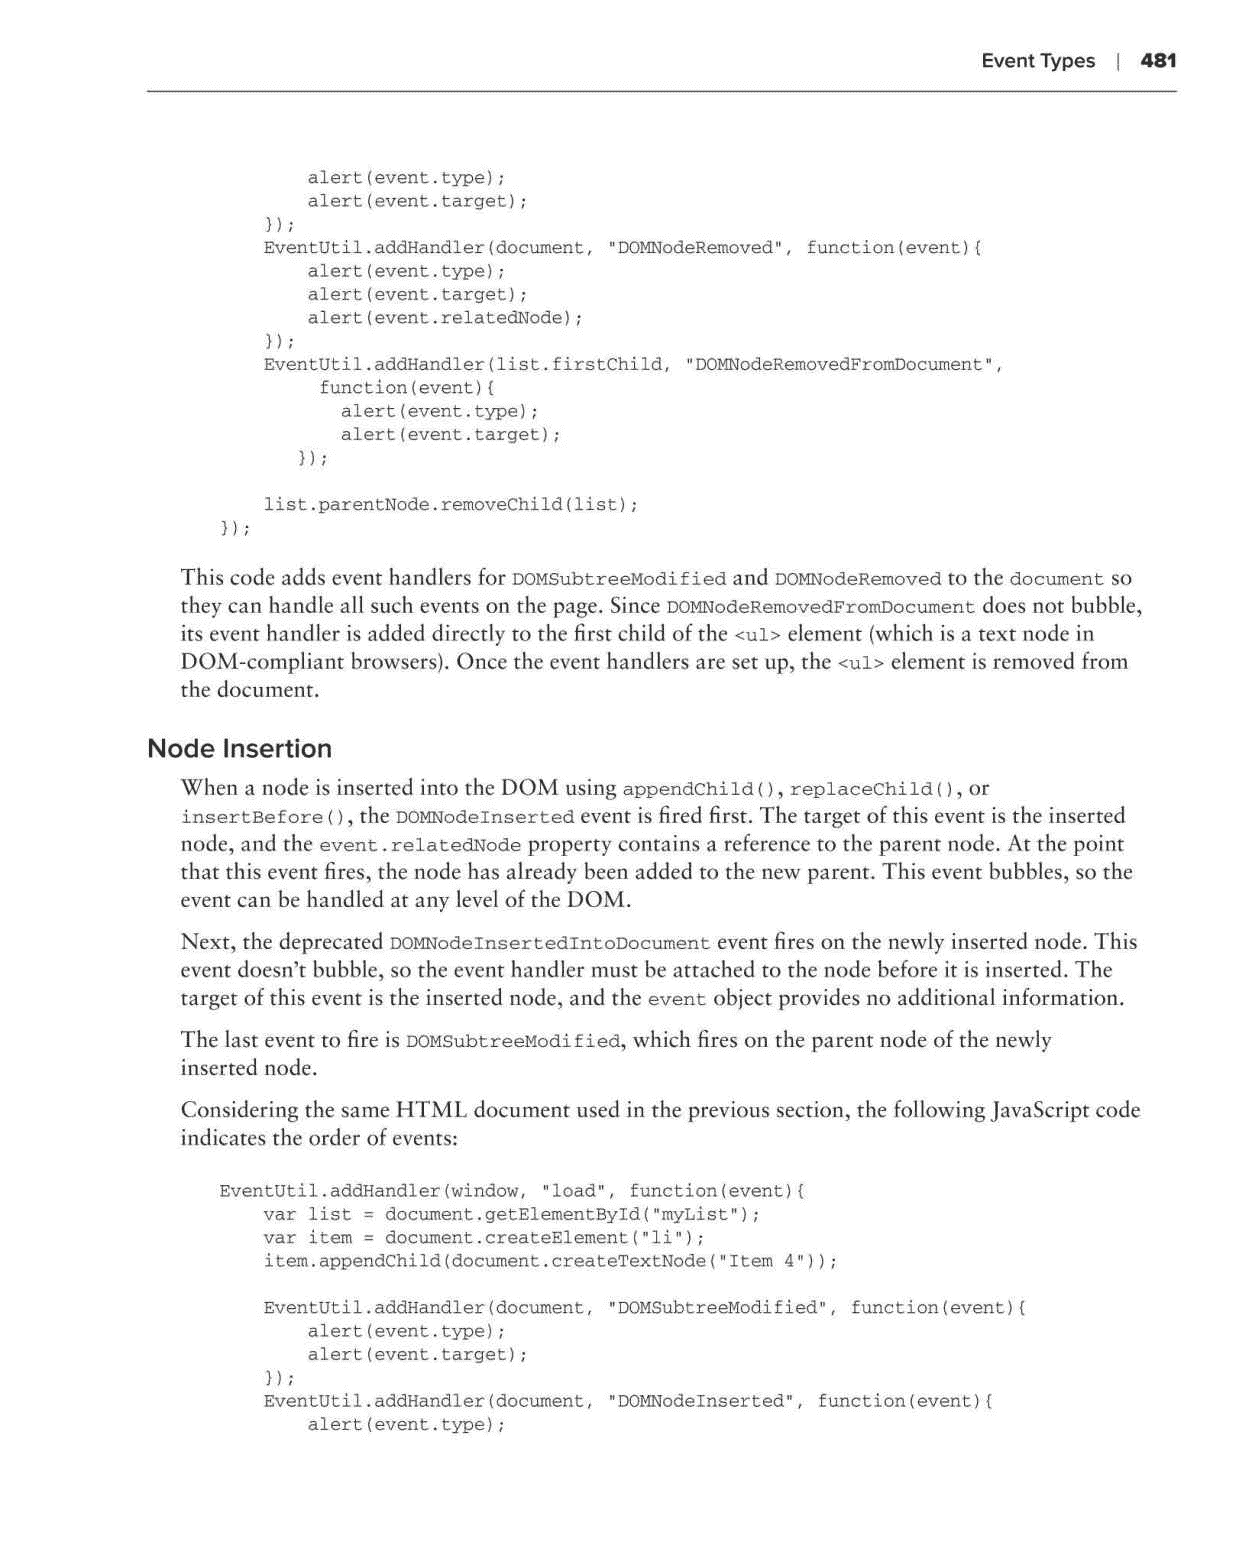 Event Types | 481
alert(event.type);
alert(event.target);
});
EventUtil.addHandler(document, "DOMNodeRemoved", function(event){
alert(event.type);
alert(event.target);
alert(event.relatedNode);
});
EventUtil.addHandler(list.firstChild, "DOMNodeRemovedFromDocument",
function(event){
alert(event.type);
alert(event.target);
});
list.parentNode.removeChild(list);
});
This code adds event handlers for DOMSubtreeModified and DOMNodeRemoved to the document so
they can handle all such events on the page. Since DOMNodeRemovedFromDocument does not bubble,
its event handler is added directly to the first child of the <ul> element (which is a text node in
DOM-compliant browsers). Once the event handlers are set up, the <ul> element is removed from
the document.
Node Insertion
When a node is inserted into the DOM using appendChild(), replaceChild(), or
insertBefore(), the DOMNodeInserted event is fired first. The target of this event is the inserted
node, and the event.relatedNode property contains a reference to the parent node. At the point
that this event fires, the node has already been added to the new parent. This event bubbles, so the
event can be handled at any level of the DOM.
Next, the deprecated DOMNodeInsertedIntoDocument event fires on the newly inserted node. This
event doesn't bubble, so the event handler must be attached to the node before it is inserted. The
target of this event is the inserted node, and the event object provides no additional information.
The last event to fire is DOMSubtreeModified, which fires on the parent node of the newly
inserted node.
Considering the same HTML document used in the previous section, the following JavaScript code
indicates the order of events:
EventUtil.addHandler(window, "load", function(event){
var list = document.getElementById("myList");
var item = document.createElement("li");
item.appendChild(document.createTextNode("Item 4"));
EventUtil.addHandler(document, "DOMSubtreeModified", function(event){
alert(event.type);
alert(event.target);
});
EventUtil.addHandler(document, "DOMNodeInserted", function(event){
alert(event.type);